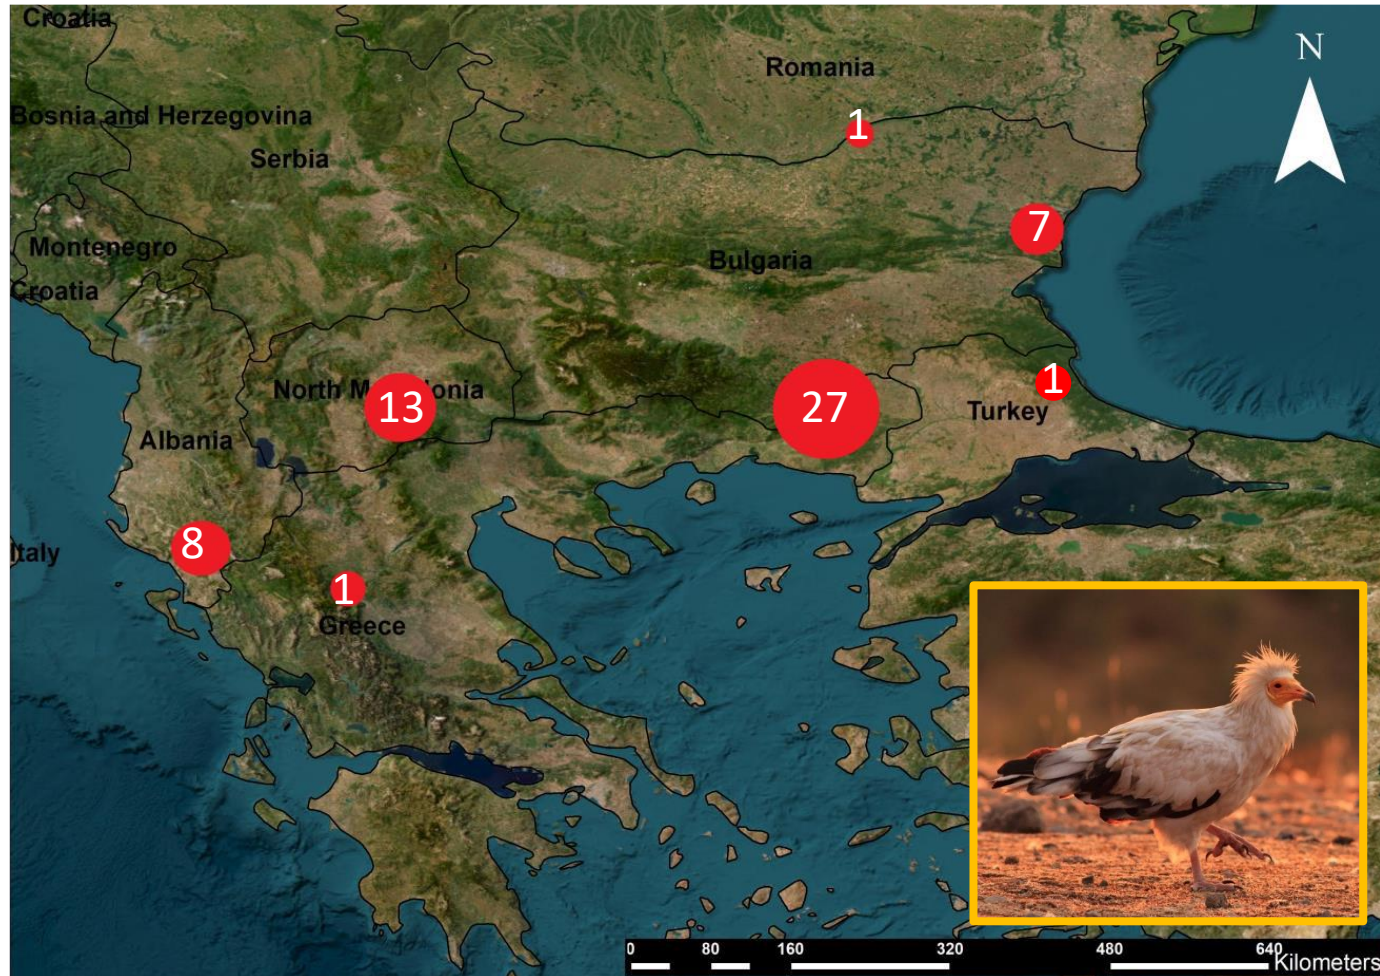 Croatia
Romania
N
Bosnia and Herzegovina
1
Serbia
7
Montenegro
Bulgaria
Croatia
1
North M donia
13
27
Turkey
Albania
8
Italy
1
Greece
0 80 160 320 480 640
Kilometers